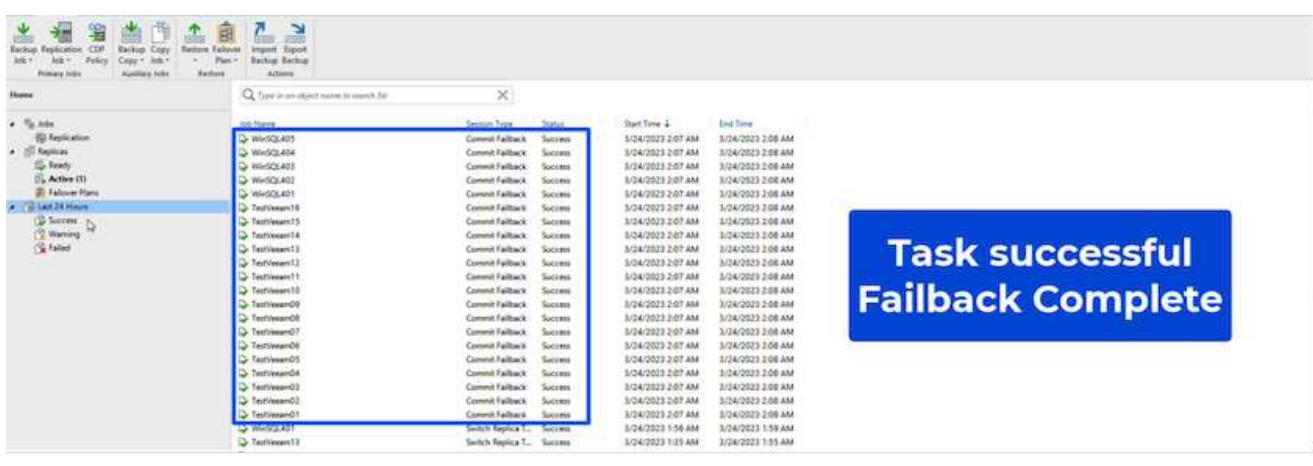 Backup Replication CDP Backup Copy Restore Failover Import Export
Job Job Policy Copy Job Plan Backup Backup
Primary Jobs Auxiliary Jobs Restore Actions
Home
Type in an object name to search for
Jobs
Replication
Replicas
Ready
Active (1)
Failover Plans
Last 24 Hours
Success
Warning
Failed
Job Name Session Type Status Start Time End Time
WinSQL405 Commit Failback Success 3/24/2023 2:07 AM 3/24/2023 2:08 AM
WinSQL404 Commit Failback Success 3/24/2023 2:07 AM 3/24/2023 2:08 AM
WinSQL403 Commit Failback Success 3/24/2023 2:07 AM 3/24/2023 2:08 AM
WinSQL402 Commit Failback Success 3/24/2023 2:07 AM 3/24/2023 2:08 AM
WinSQL401 Commit Failback Success 3/24/2023 2:07 AM 3/24/2023 2:08 AM
TestVeeam16 Commit Failback Success 3/24/2023 2:07 AM 3/24/2023 2:08 AM
TestVeeam15 Commit Failback Success 3/24/2023 2:07 AM 3/24/2023 2:08 AM
TestVeeam14 Commit Failback Success 3/24/2023 2:07 AM 3/24/2023 2:08 AM
TestVeeam13 Commit Failback Success 3/24/2023 2:07 AM 3/24/2023 2:08 AM
TestVeeam12 Commit Failback Success 3/24/2023 2:07 AM 3/24/2023 2:08 AM
TestVeeam11 Commit Failback Success 3/24/2023 2:07 AM 3/24/2023 2:08 AM
TestVeeam10 Commit Failback Success 3/24/2023 2:07 AM 3/24/2023 2:08 AM
TestVeeam09 Commit Failback Success 3/24/2023 2:07 AM 3/24/2023 2:08 AM
TestVeeam08 Commit Failback Success 3/24/2023 2:07 AM 3/24/2023 2:08 AM
TestVeeam07 Commit Failback Success 3/24/2023 2:07 AM 3/24/2023 2:08 AM
TestVeeam06 Commit Failback Success 3/24/2023 2:07 AM 3/24/2023 2:08 AM
TestVeeam05 Commit Failback Success 3/24/2023 2:07 AM 3/24/2023 2:08 AM
TestVeeam04 Commit Failback Success 3/24/2023 2:07 AM 3/24/2023 2:08 AM
TestVeeam03 Commit Failback Success 3/24/2023 2:07 AM 3/24/2023 2:08 AM
TestVeeam02 Commit Failback Success 3/24/2023 2:07 AM 3/24/2023 2:08 AM
TestVeeam01 Commit Failback Success 3/24/2023 2:07 AM 3/24/2023 2:08 AM
WinSQL401 Switch Replica T... Success 3/24/2023 1:56 AM 3/24/2023 1:59 AM
TestVeeam13 Switch Replica T... Success 3/24/2023 1:35 AM 3/24/2023 1:55 AM
Task successful
Failback Complete